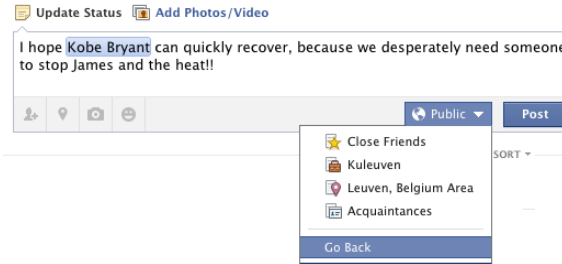 Update Status Add Photos/Video
I hope Kobe Bryant can quickly recover, because we desperately need someone
to stop James and the heat!!
Public Post
Close Friends
SORT
Kuleuven
Leuven, Belgium Area
Acquaintances
Go Back